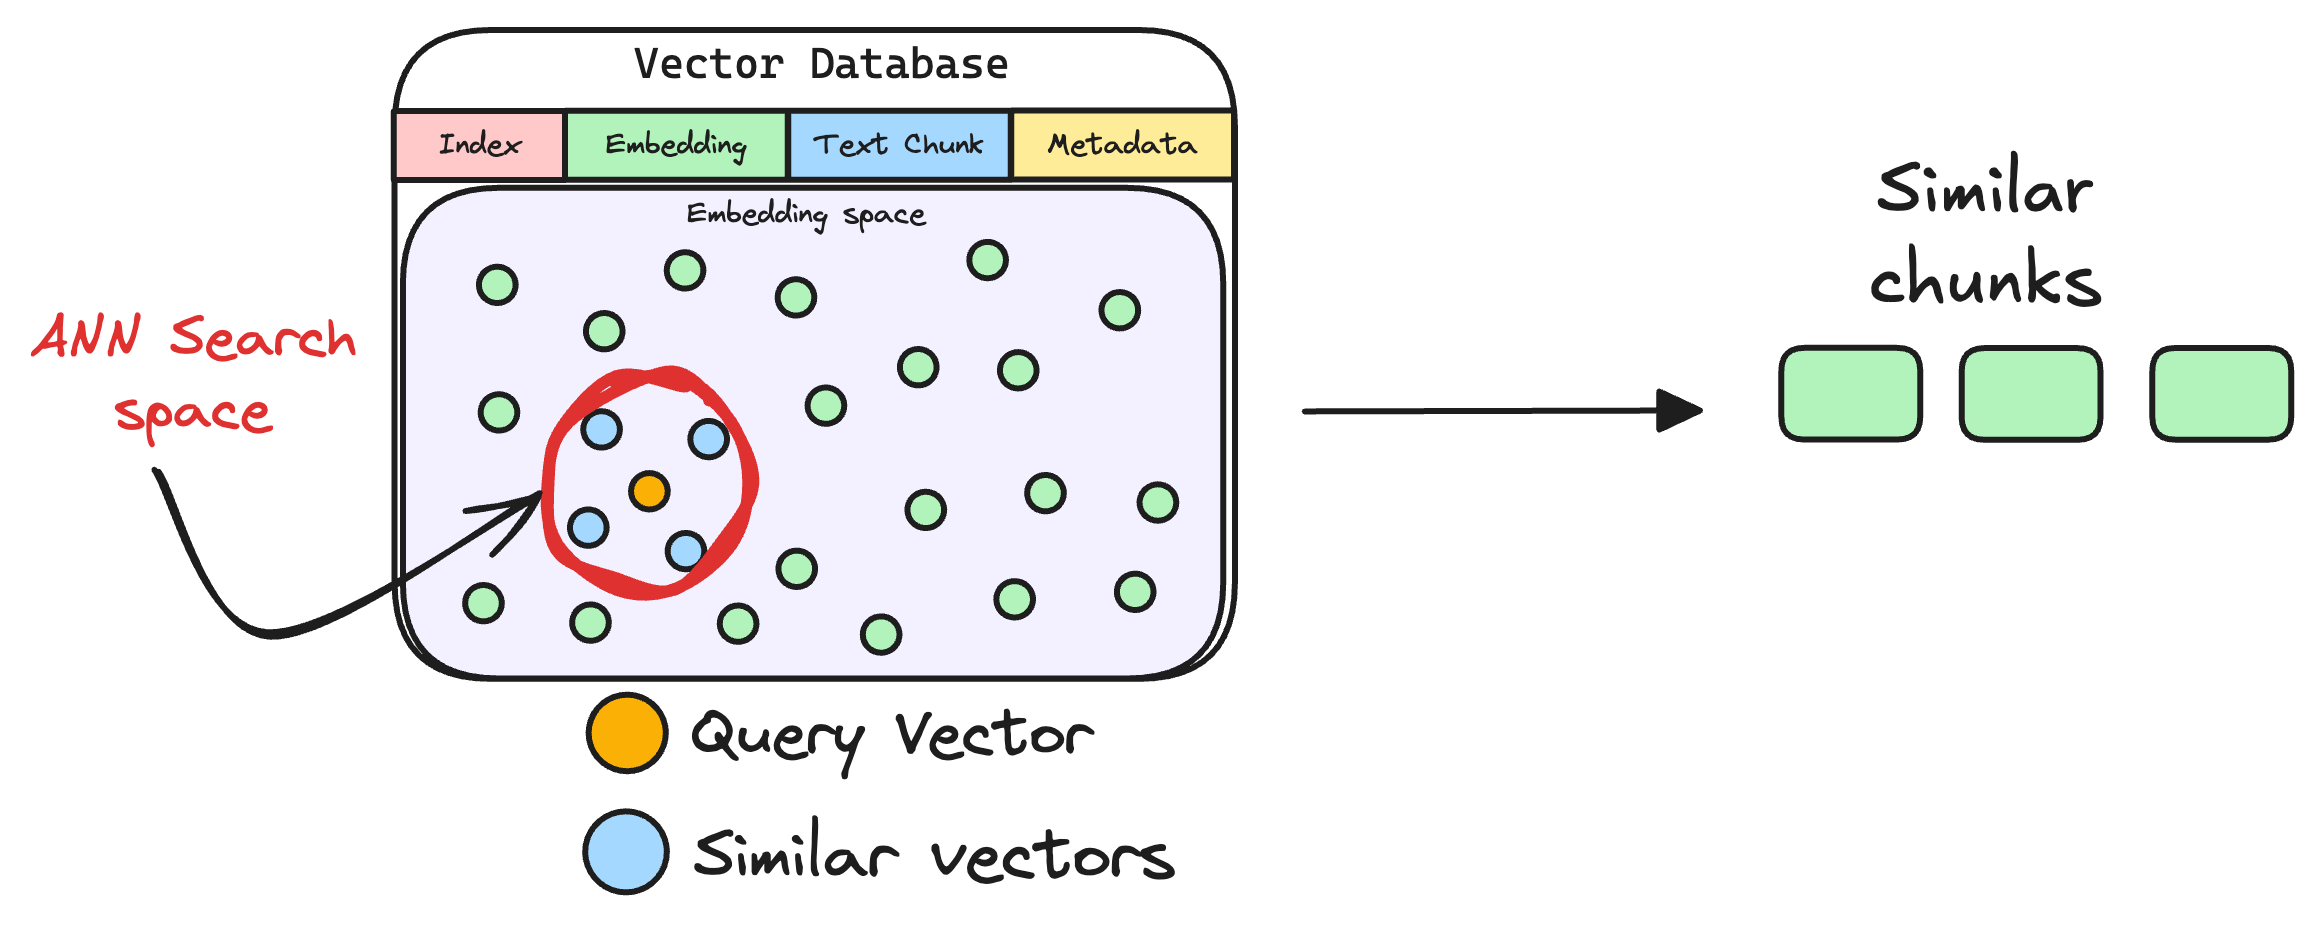 Vector Database
Index
Embedding
Text Chunk
Metadata
Embedding space
ANN Search
space
Similar
chunks
Query Vector
Similar vectors